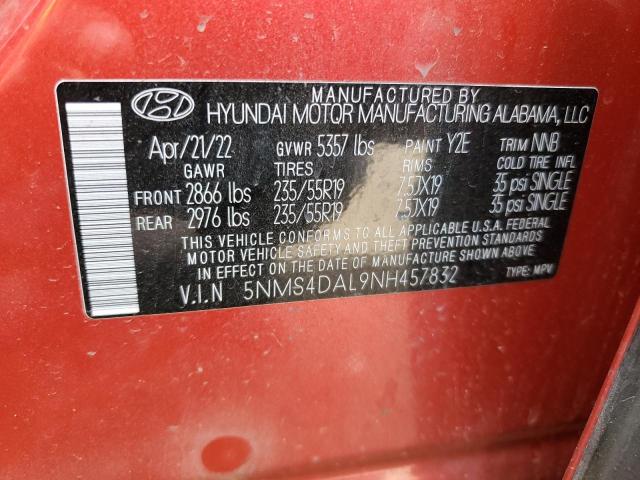 MANUFACTURED BY
HYUNDAI MOTOR MANUFACTURING ALABAMA, LLC
Apr/21/22 GVWR 5357 lbs PAINT Y2E TRIM NNB
GAWR TIRES RIMS COLD TIRE INFL
FRONT 2866 lbs 235/55R19 7.5JX19 35 psi SINGLE
REAR 2976 lbs 235/55R19 7.5JX19 35 psi SINGLE
THIS VEHICLE CONFORMS TO ALL APPLICABLE U.S.A. FEDERAL
MOTOR VEHICLE SAFETY AND THEFT PREVENTION STANDARDS
IN EFFECT ON THE DATE OF MANUFACTURE SHOWN ABOVE.
V.I.N 5NMS4DAL9NH457832 TYPE: MPV